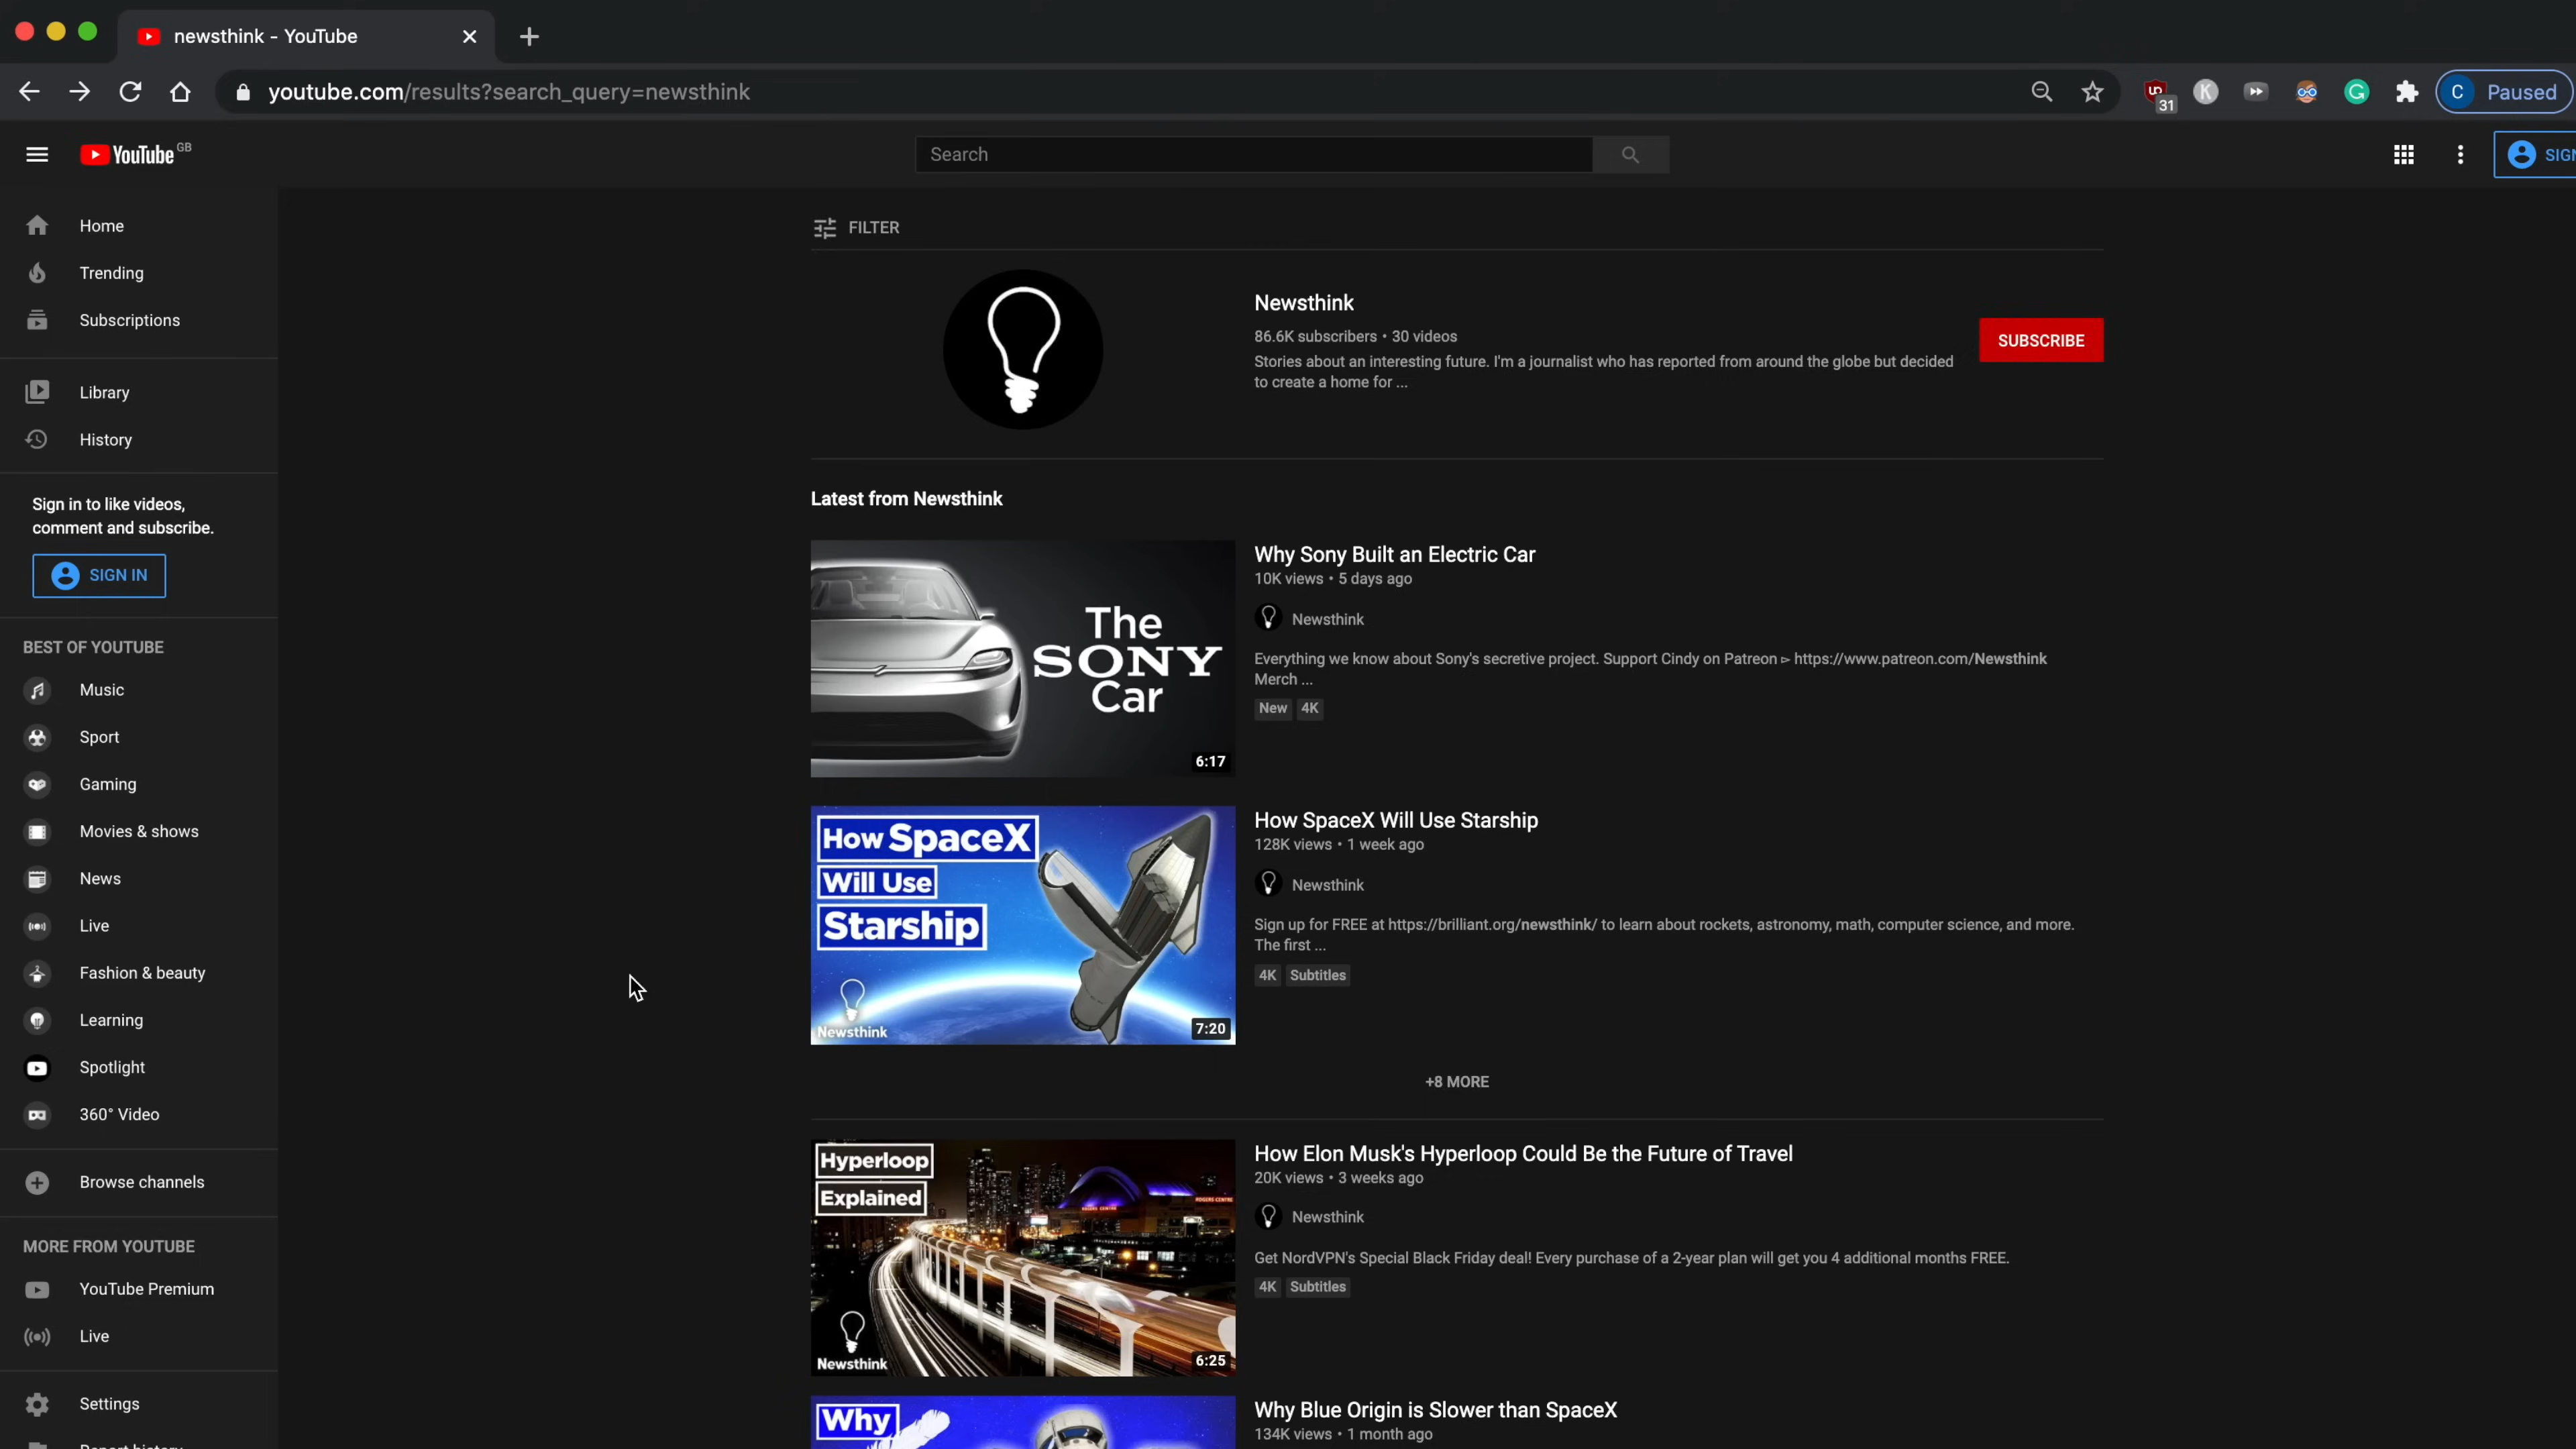 newsthink - YouTube
youtube.com/results?search_query=newsthink
31
K
G
C
Paused
YouTube GB
Search
SIGN
Home
Trending
Subscriptions
Library
History
Sign in to like videos,
comment and subscribe.
SIGN IN
BEST OF YOUTUBE
Music
Sport
Gaming
Movies & shows
News
Live
Fashion & beauty
Learning
Spotlight
360° Video
Browse channels
MORE FROM YOUTUBE
YouTube Premium
Live
Settings
Report history
FILTER
Newsthink
86.6K subscribers • 30 videos
Stories about an interesting future. I'm a journalist who has reported from around the globe but decided
to create a home for ...
SUBSCRIBE
Latest from Newsthink
The
SONY
Car
6:17
Why Sony Built an Electric Car
10K views • 5 days ago
Newsthink
Everything we know about Sony's secretive project. Support Cindy on Patreon ▻ https://www.patreon.com/Newsthink
Merch ...
New 4K
How SpaceX
Will Use
Starship
Newsthink
7:20
How SpaceX Will Use Starship
128K views • 1 week ago
Newsthink
Sign up for FREE at https://brilliant.org/newsthink/ to learn about rockets, astronomy, math, computer science, and more.
The first ...
4K Subtitles
+8 MORE
Hyperloop
Explained
ROGERS CENTRE
Newsthink
6:25
How Elon Musk's Hyperloop Could Be the Future of Travel
20K views • 3 weeks ago
Newsthink
Get NordVPN's Special Black Friday deal! Every purchase of a 2-year plan will get you 4 additional months FREE.
4K Subtitles
Why
Why Blue Origin is Slower than SpaceX
134K views • 1 month ago